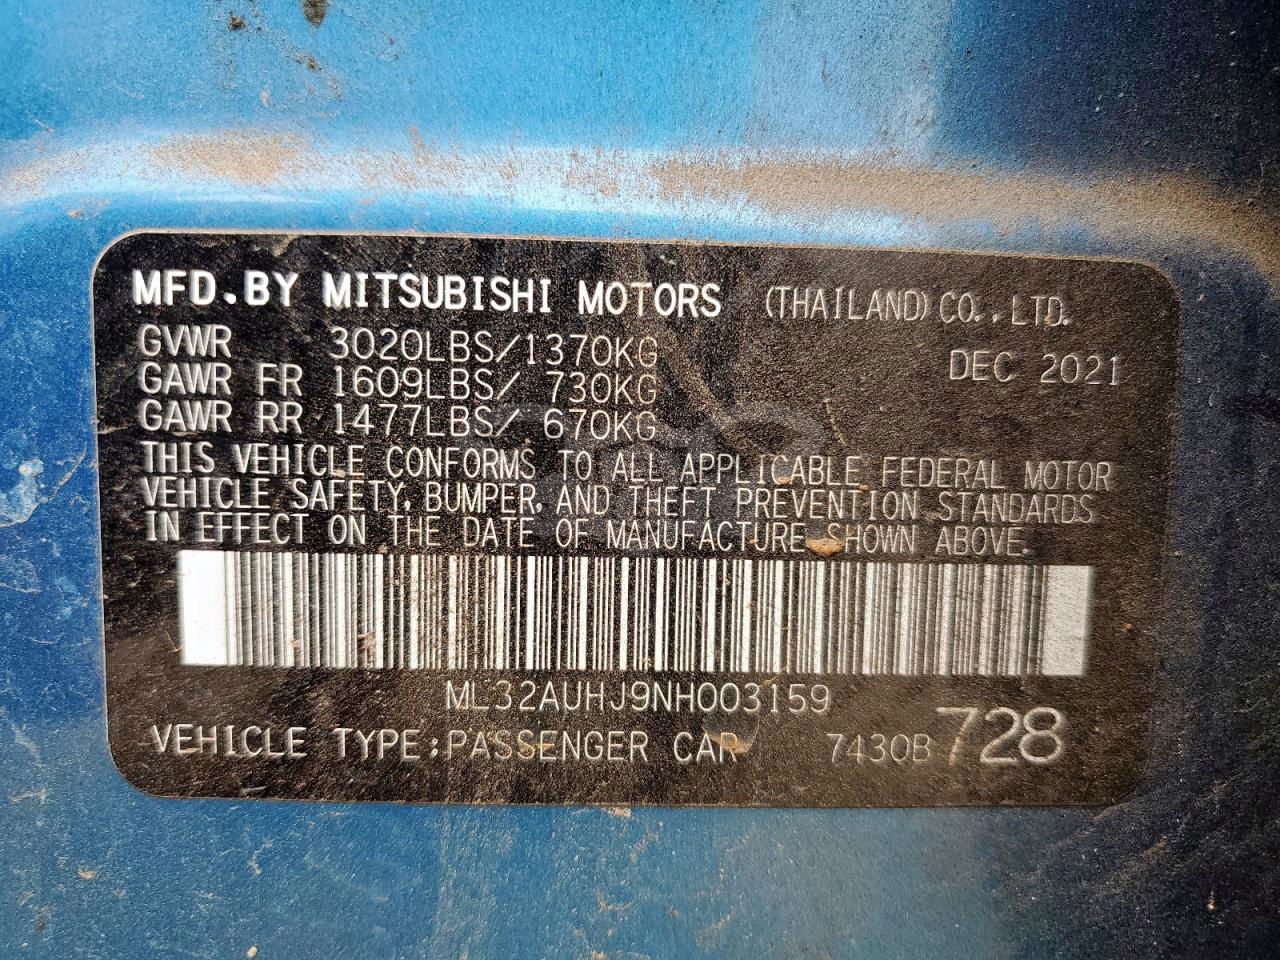 MFD.BY MITSUBISHI MOTORS (THAILAND) CO., LTD.
GVWR 3020LBS/1370KG DEC 2021
GAWR FR 1609LBS/ 730KG
GAWR RR 1477LBS/ 670KG
THIS VEHICLE CONFORMS TO ALL APPLICABLE FEDERAL MOTOR
VEHICLE SAFETY, BUMPER, AND THEFT PREVENTION STANDARDS
IN EFFECT ON THE DATE OF MANUFACTURE SHOWN ABOVE.
ML32AUHJ9NH003159
VEHICLE TYPE:PASSENGER CAR 7430B 728